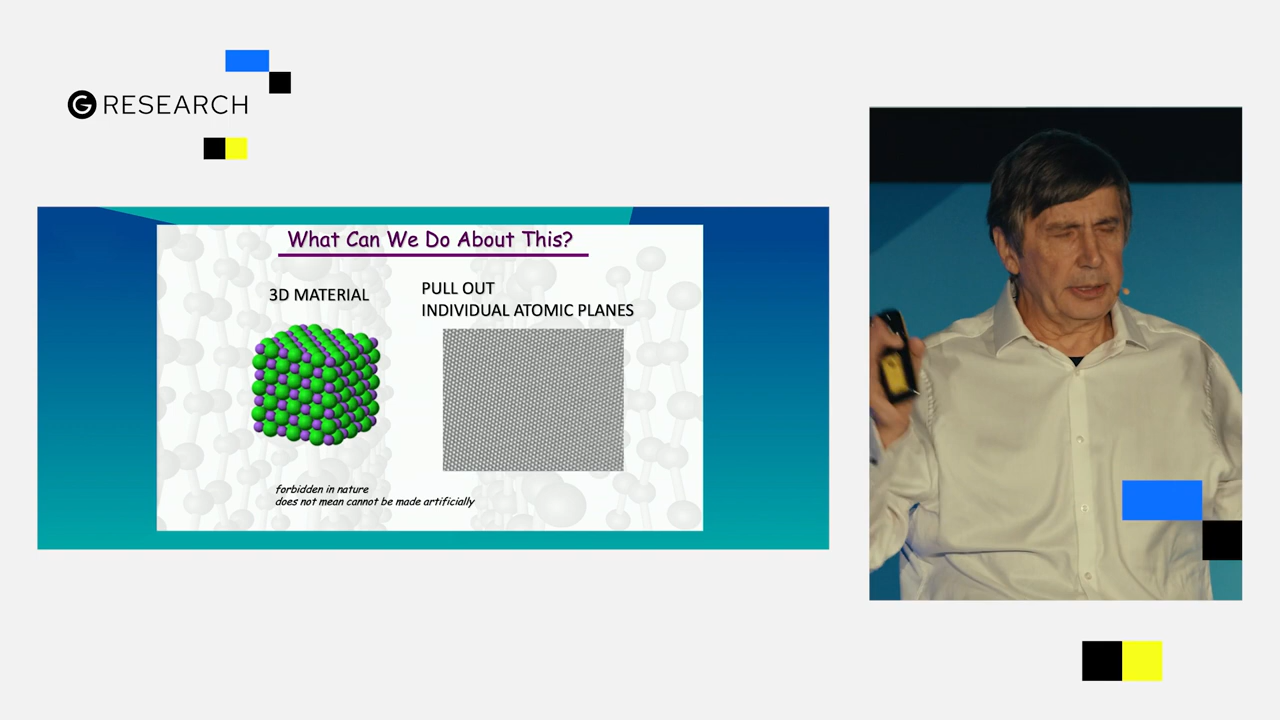 G RESEARCH
What Can We Do About This?
3D MATERIAL
PULL OUT
INDIVIDUAL ATOMIC PLANES
forbidden in nature
does not mean cannot be made artificially